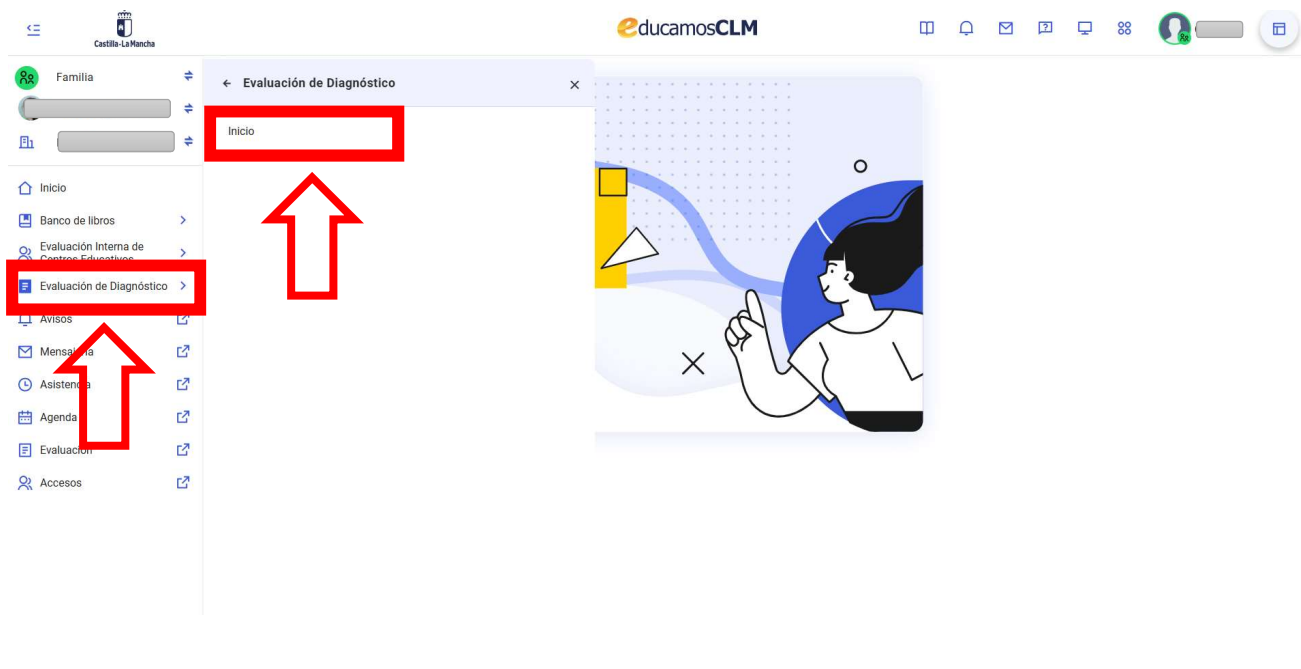 Castilla-La Mancha
educamosCLM
Familia
Inicio
Banco de libros
Evaluación Interna de
Centros Educativos
Evaluación de Diagnóstico
Avisos
Mensajería
Asistencia
Agenda
Evaluación
Accesos
Evaluación de Diagnóstico
Inicio